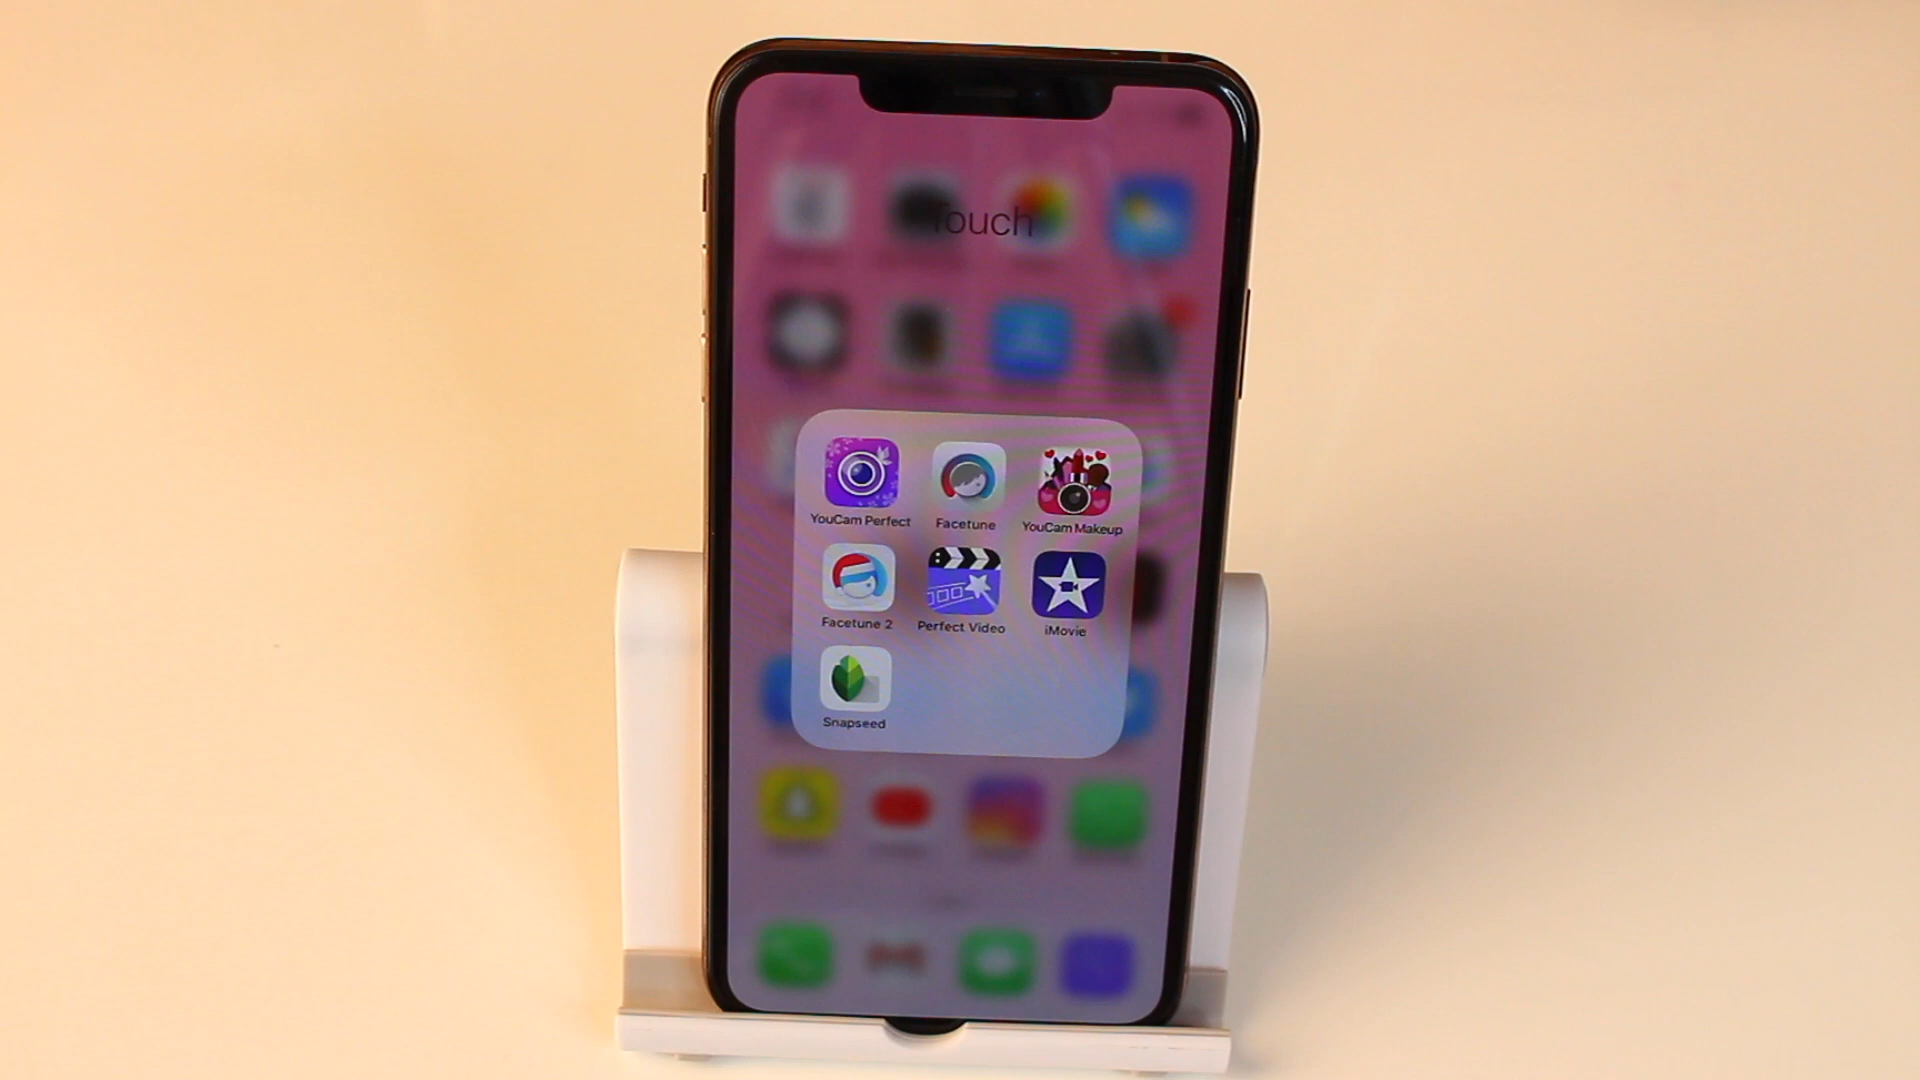 Touch
YouCam Perfect
Facetune
YouCam Makeup
Facetune 2
Perfect Video
iMovie
Snapseed